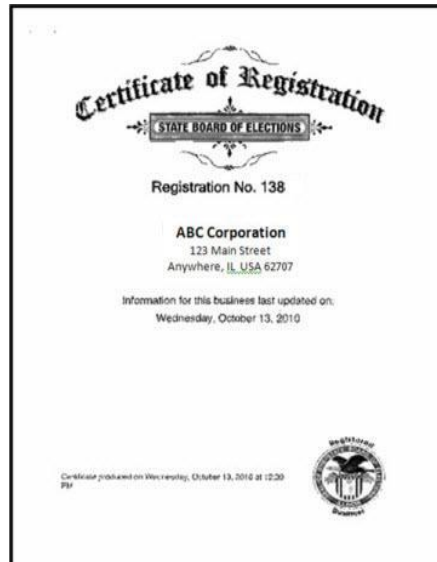 Certificate of Registration
STATE BOARD OF ELECTIONS
Registration No. 138
ABC Corporation
123 Main Street
Anywhere, IL USA 62707
Information for this business last updated on:
Wednesday, October 13, 2010
Certificate produced on Wednesday, October 13, 2010 at 12:30
PM
Registered
Business